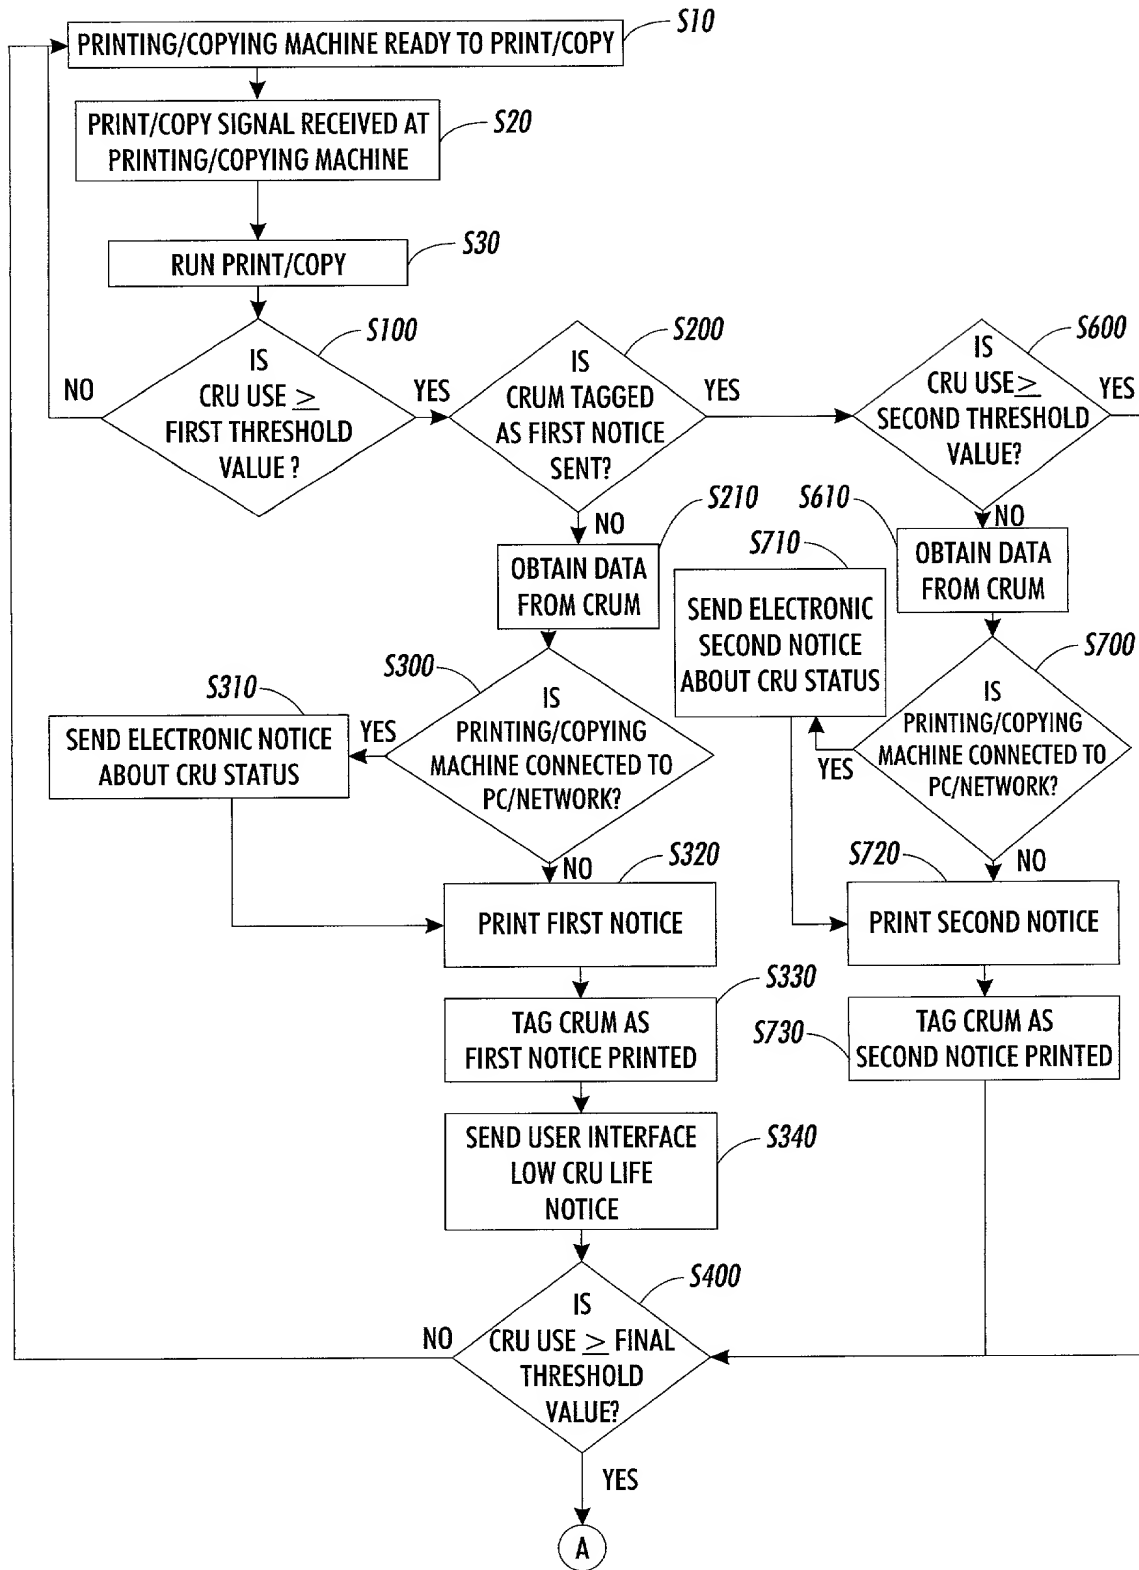 S10
PRINTING/COPYING MACHINE READY TO PRINT/COPY
PRINT/COPY SIGNAL RECEIVED AT
PRINTING/COPYING MACHINE
S20
S30
RUN PRINT/COPY
S100
IS
CRU USE ≥
FIRST THRESHOLD
VALUE ?
NO
YES
S200
IS
CRUM TAGGED
AS FIRST NOTICE
SENT?
YES
NO
S600
IS
CRU USE ≥
SECOND THRESHOLD
VALUE?
YES
NO
S210
OBTAIN DATA
FROM CRUM
S610
OBTAIN DATA
FROM CRUM
S710
SEND ELECTRONIC
SECOND NOTICE
ABOUT CRU STATUS
S300
IS
PRINTING/COPYING
MACHINE CONNECTED TO
PC/NETWORK?
YES
NO
S310
SEND ELECTRONIC NOTICE
ABOUT CRU STATUS
S700
IS
PRINTING/COPYING
MACHINE CONNECTED TO
PC/NETWORK?
YES
NO
S320
PRINT FIRST NOTICE
S720
PRINT SECOND NOTICE
S330
TAG CRUM AS
FIRST NOTICE PRINTED
S730
TAG CRUM AS
SECOND NOTICE PRINTED
SEND USER INTERFACE
LOW CRU LIFE
NOTICE
S340
S400
IS
CRU USE ≥ FINAL
THRESHOLD
VALUE?
NO
YES
A